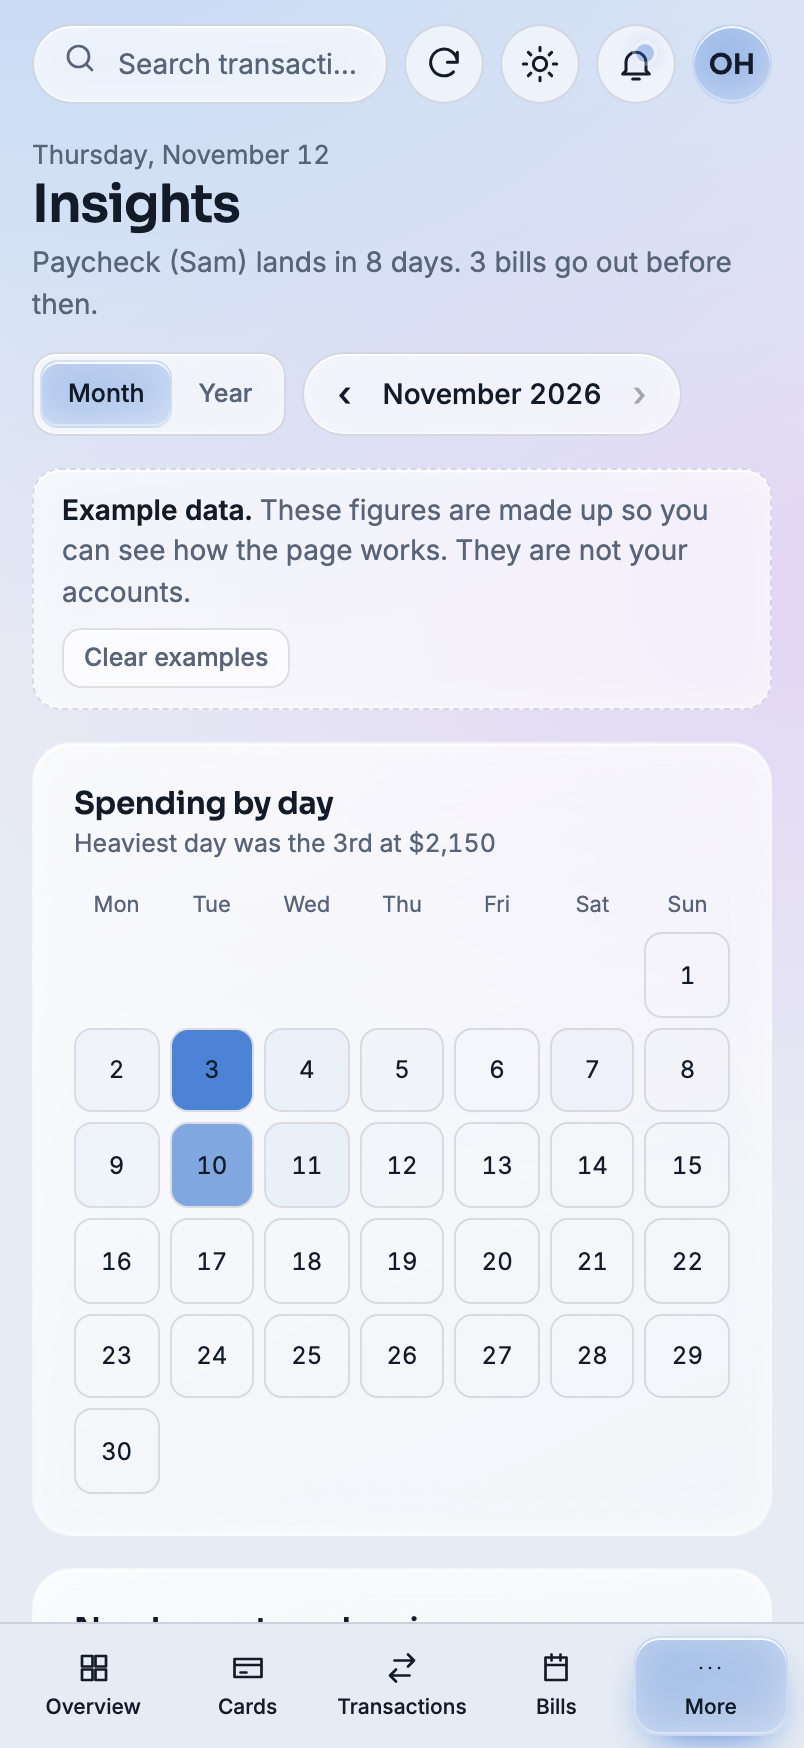 Search transacti...
OH
Thursday, November 12
Insights
Paycheck (Sam) lands in 8 days. 3 bills go out before
then.
Month Year ‹ November 2026 ›
Example data. These figures are made up so you
can see how the page works. They are not your
accounts.
Clear examples
Spending by day
Heaviest day was the 3rd at $2,150
Mon Tue Wed Thu Fri Sat Sun
1
2 3 4 5 6 7 8
9 10 11 12 13 14 15
16 17 18 19 20 21 22
23 24 25 26 27 28 29
30
Overview Cards Transactions Bills More